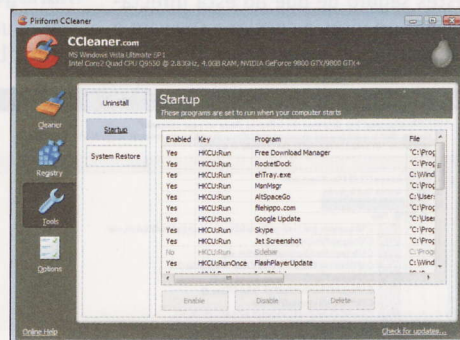 Piriform CCleaner
CCleaner.com
MS Windows Vista Ultimate SP1
Intel Core2 Quad CPU Q9550 @ 2.83GHz, 4.0GB RAM, NVIDIA GeForce 9800 GTX/9800 GTX+
Cleaner
Registry
Tools
Options
Uninstall
Startup
System Restore
Startup
These programs are set to run when your computer starts
Enabled Key Program File
Yes HKCU:Run Free Download Manager "C:\Prog
Yes HKCU:Run RocketDock "C:\Prog
Yes HKCU:Run ehTray.exe C:\Wind
Yes HKCU:Run MsnMsgr "C:\Prog
Yes HKCU:Run AltSpaceGo C:\User
Yes HKCU:Run filehippo.com "C:\Prog
Yes HKCU:Run Google Update "C:\User
Yes HKCU:Run Skype "C:\Prog
Yes HKCU:Run Jet Screenshot "C:\Prog
No HKCU:Run Sidebar C:\Progr
Yes HKCU:RunOnce FlashPlayerUpdate C:\Wind
Enable Disable Delete
Online Help
Check for updates...